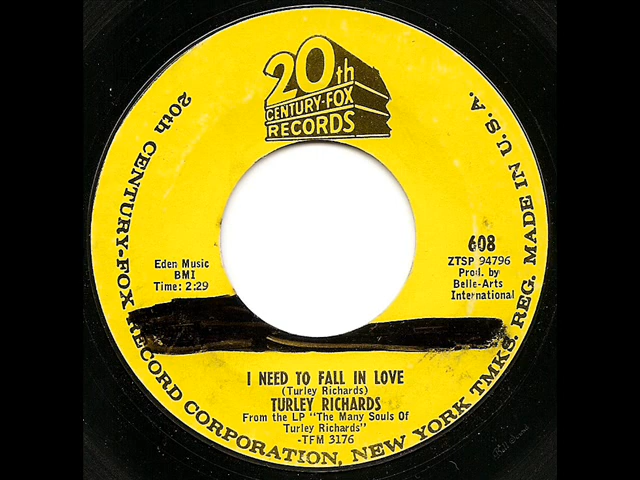 20th
CENTURY-FOX
RECORDS
20th CENTURY-FOX RECORD CORPORATION, NEW YORK TMKS. REG. MADE IN U.S.A.
Eden Music
BMI
Time: 2:29
608
ZTSP 94796
Prod. by
Belle-Arts
International
I NEED TO FALL IN LOVE
(Turley Richards)
TURLEY RICHARDS
From the LP "The Many Souls Of
Turley Richards"
-TFM 3176